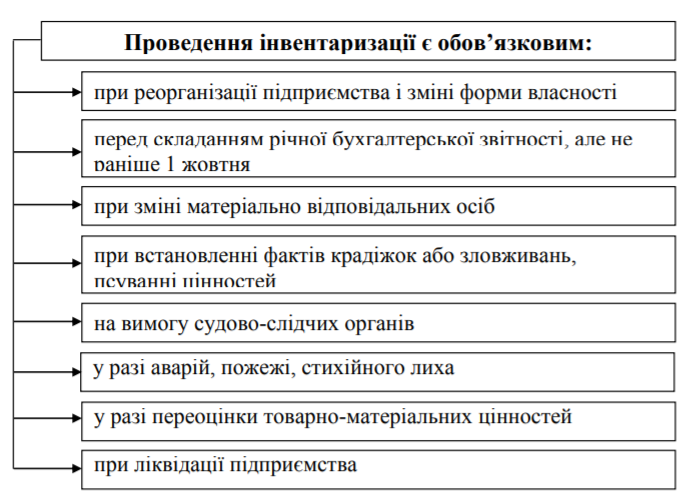 Проведення інвентаризації є обов’язковим:
при реорганізації підприємства і зміні форми власності
перед складанням річної бухгалтерської звітності, але не
раніше 1 жовтня
при зміні матеріально відповідальних осіб
при встановленні фактів крадіжок або зловживань,
псуванні цінностей
на вимогу судово-слідчих органів
у разі аварій, пожежі, стихійного лиха
у разі переоцінки товарно-матеріальних цінностей
при ліквідації підприємства